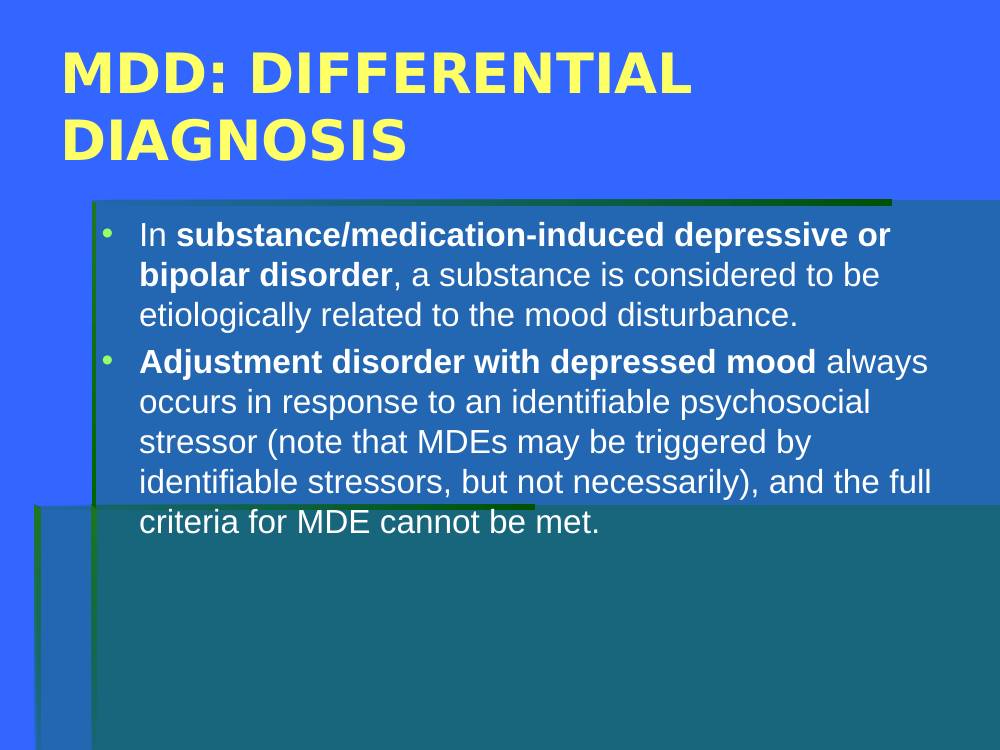 MDD: DIFFERENTIAL
DIAGNOSIS
• In substance/medication-induced depressive or
bipolar disorder, a substance is considered to be
etiologically related to the mood disturbance.
• Adjustment disorder with depressed mood always
occurs in response to an identifiable psychosocial
stressor (note that MDEs may be triggered by
identifiable stressors, but not necessarily), and the full
criteria for MDE cannot be met.